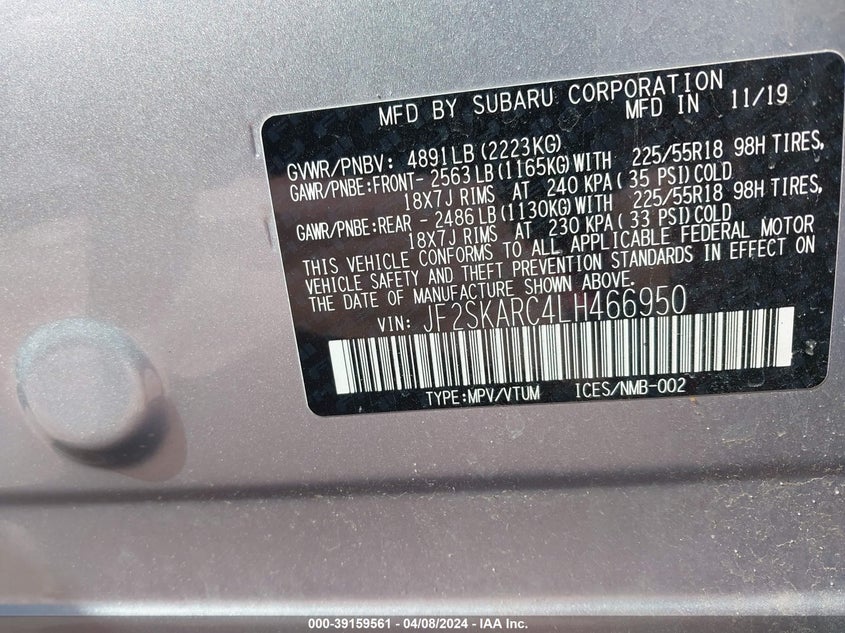 MFD BY SUBARU CORPORATION
MFD IN 11/19
GVWR/PNBV: 4891LB(2223KG)
GAWR/PNBE:FRONT- 2563LB(1165KG)WITH 225/55R18 98H TIRES,
18X7J RIMS AT 240 KPA( 35 PSI)COLD
GAWR/PNBE:REAR - 2486LB(1130KG)WITH 225/55R18 98H TIRES,
18X7J RIMS AT 230 KPA( 33 PSI)COLD
THIS VEHICLE CONFORMS TO ALL APPLICABLE FEDERAL MOTOR
VEHICLE SAFETY AND THEFT PREVENTION STANDARDS IN EFFECT ON
THE DATE OF MANUFACTURE SHOWN ABOVE.
VIN: JF2SKARC4LH466950
TYPE:MPV/VTUM ICES/NMB-002
000-39159561 - 04/08/2024 - IAA Inc.